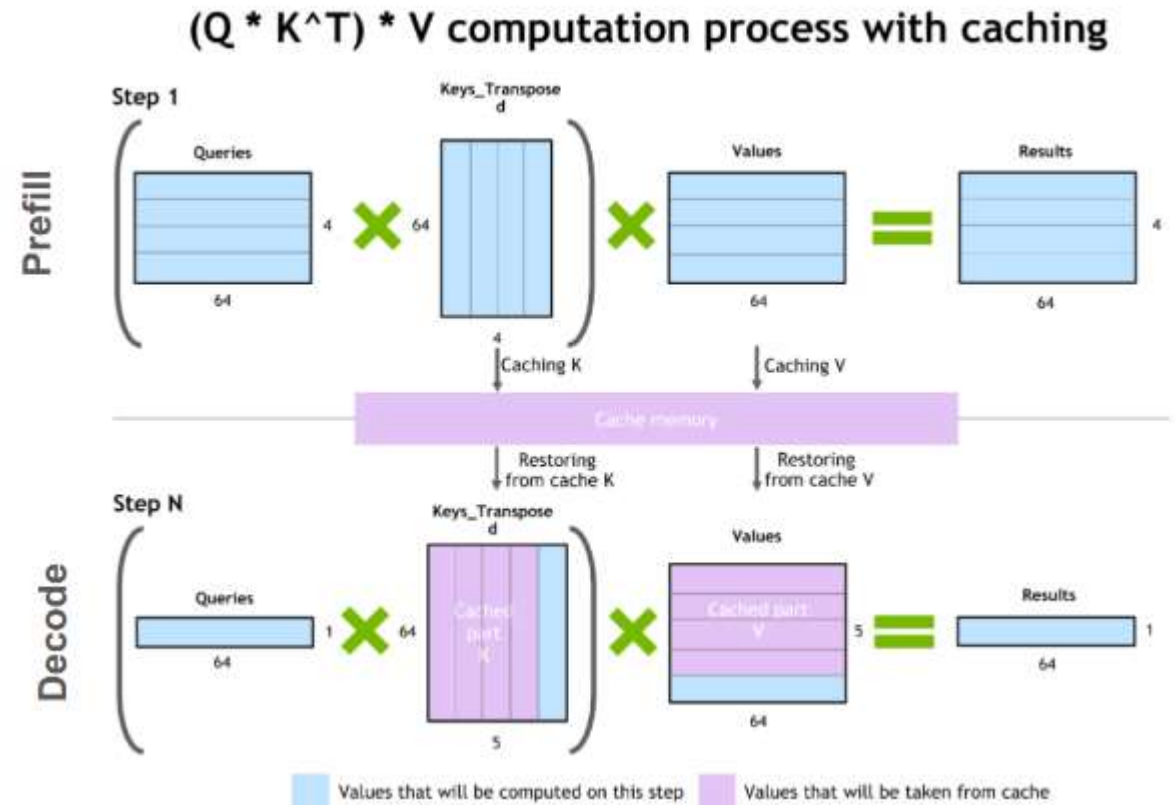 (Q * K^T) * V computation process with caching
Prefill
Step 1
Queries
4
64
Keys_Transpose
d
64
4
Values
64
Results
4
64
Caching K
Caching V
Cache memory
Restoring
from cache K
Restoring
from cache V
Decode
Step N
Queries
1
64
Keys_Transpose
d
64
Cached
part
K
5
Values
Cached part
V
5
64
Results
1
64
Values that will be computed on this step
Values that will be taken from cache